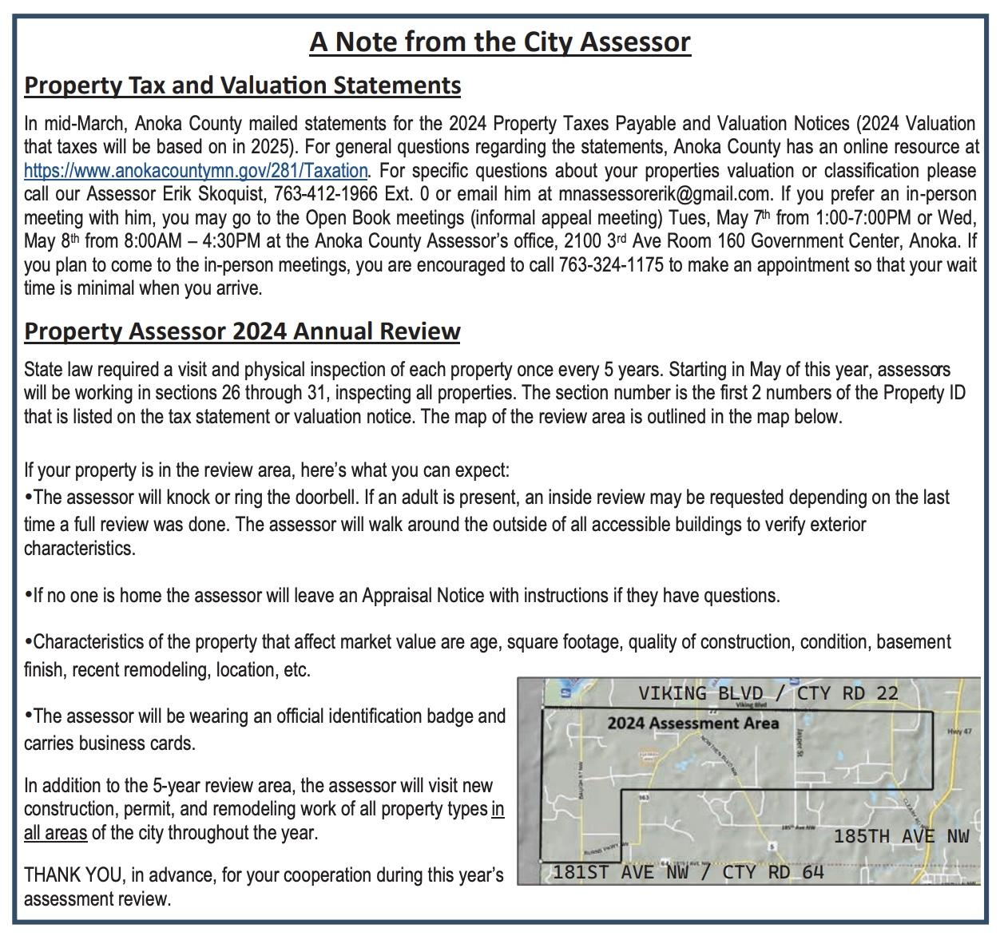 A Note from the City Assessor
Property Tax and Valuation Statements
In mid-March, Anoka County mailed statements for the 2024 Property Taxes Payable and Valuation Notices (2024 Valuation
that taxes will be based on in 2025). For general questions regarding the statements, Anoka County has an online resource at
https://www.anokacountymn.gov/281/Taxation. For specific questions about your properties valuation or classification please
call our Assessor Erik Skoquist, 763-412-1966 Ext. 0 or email him at mnassessorerik@gmail.com. If you prefer an in-person
meeting with him, you may go to the Open Book meetings (informal appeal meeting) Tues, May 7th from 1:00-7:00PM or Wed,
May 8th from 8:00AM – 4:30PM at the Anoka County Assessor's office, 2100 3rd Ave Room 160 Government Center, Anoka. If
you plan to come to the in-person meetings, you are encouraged to call 763-324-1175 to make an appointment so that your wait
time is minimal when you arrive.
Property Assessor 2024 Annual Review
State law required a visit and physical inspection of each property once every 5 years. Starting in May of this year, assessors
will be working in sections 26 through 31, inspecting all properties. The section number is the first 2 numbers of the Property ID
that is listed on the tax statement or valuation notice. The map of the review area is outlined in the map below.
If your property is in the review area, here's what you can expect:
•The assessor will knock or ring the doorbell. If an adult is present, an inside review may be requested depending on the last
time a full review was done. The assessor will walk around the outside of all accessible buildings to verify exterior
characteristics.
•If no one is home the assessor will leave an Appraisal Notice with instructions if they have questions.
•Characteristics of the property that affect market value are age, square footage, quality of construction, condition, basement
finish, recent remodeling, location, etc.
•The assessor will be wearing an official identification badge and
carries business cards.
In addition to the 5-year review area, the assessor will visit new
construction, permit, and remodeling work of all property types in
all areas of the city throughout the year.
THANK YOU, in advance, for your cooperation during this year's
assessment review.
VIKING BLVD / CTY RD 22
Viking Blvd
22
2024 Assessment Area
Hwy 47
Jasper St
NOWTHEN BLVD NW
BAUGH ST NW
163
CLEARY RD NW
185th Ave NW
185TH AVE NW
BURNS PKWY NW
5
64
181ST AVE NW / CTY RD 64